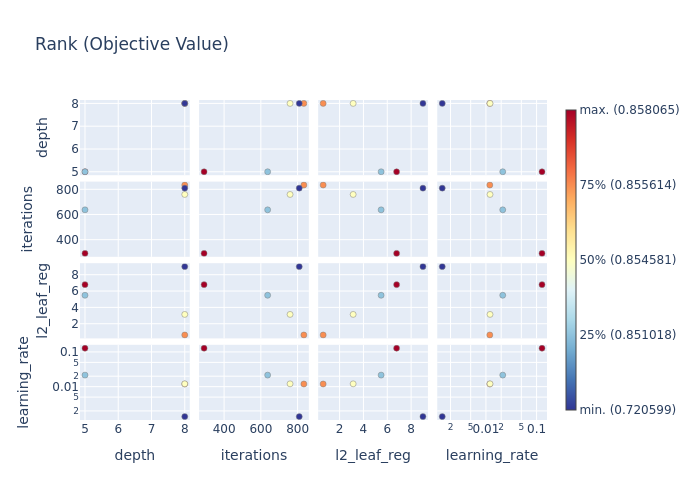 Rank (Objective Value)
max. (0.858065)
75% (0.855614)
50% (0.854581)
25% (0.851018)
min. (0.720599)
depth
8
7
6
5
iterations
800
600
400
l2_leaf_reg
8
6
4
2
learning_rate
0.1
5
2
0.01
5
2
5 6 7 8
400 600 800
2 4 6 8
2 5 0.01 2 5 0.1
depth
iterations
l2_leaf_reg
learning_rate